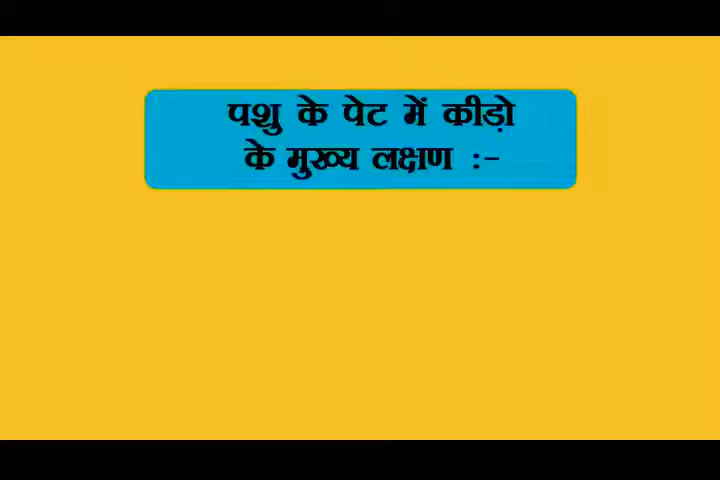 पशु के पेट में कीड़ो
के मुख्य लक्षण :-